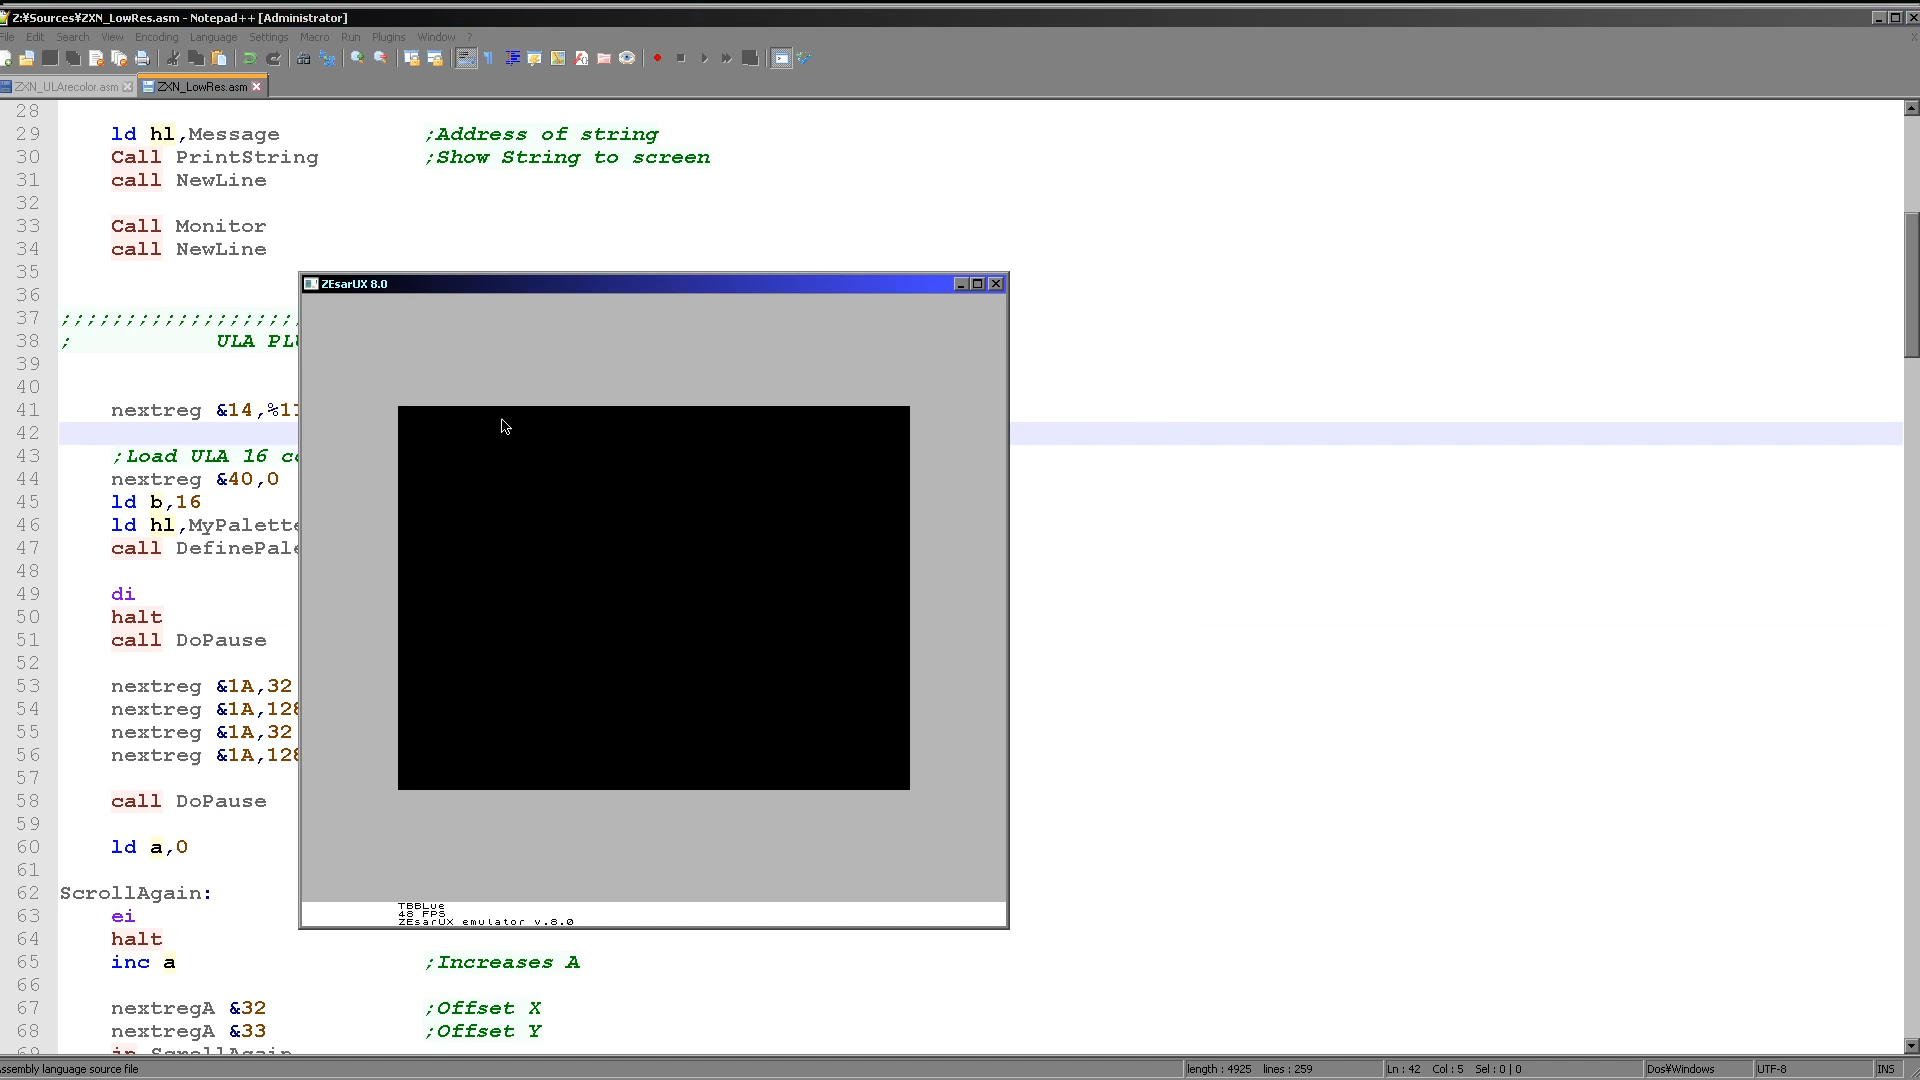 Z:¥Sources¥ZXN_LowRes.asm - Notepad++ [Administrator]
File Edit Search View Encoding Language Settings Macro Run Plugins Window ?
ZXN_ULArecolor.asm ZXN_LowRes.asm
28
29 ld hl,Message ;Address of string
30 Call PrintString ;Show String to screen
31 call NewLine
32
33 Call Monitor
34 call NewLine
35
36
37 ;;;;;;;;;;;;;;;;;;
38 ; ULA PLU
39
40
41 nextreg &14,%11
42
43 ;Load ULA 16 co
44 nextreg &40,0
45 ld b,16
46 ld hl,MyPalette
47 call DefinePale
48
49 di
50 halt
51 call DoPause
52
53 nextreg &1A,32
54 nextreg &1A,128
55 nextreg &1A,32
56 nextreg &1A,128
57
58 call DoPause
59
60 ld a,0
61
62 ScrollAgain:
63 ei
64 halt
65 inc a ;Increases A
66
67 nextregA &32 ;Offset X
68 nextregA &33 ;Offset Y
69 jp ScrollAgain
ZEsarUX 8.0
TBBLue
48 FPS
ZEsarUX emulator v.8.0
Assembly language source file length : 4925 lines : 259 Ln : 42 Col : 5 Sel : 0 | 0 Dos¥Windows UTF-8 INS